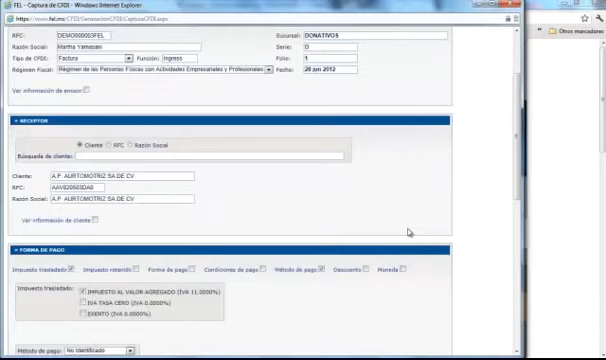 FEL - Captura de CFDI - Windows Internet Explorer
https://www.fel.mx/CFDI/GeneracionCFDI/CapturaCFDI.aspx
» Otros marcadores
RFC: DEMO000003FEL Sucursal: DONATIVOS
Razón Social: Martha Yamasani Serie: D
Tipo de CFDI: Factura Función: Ingreso Folio: 1
Régimen Fiscal: Régimen de las Personas Físicas con Actividades Empresariales y Profesionales Fecha: 28 jun 2012
Ver información de emisor
RECEPTOR
Cliente RFC Razón Social
Búsqueda de cliente:
Cliente: A.P. AURTOMOTRIZ SA DE CV
RFC: AAV820503DA0
Razón Social: A.P. AURTOMOTRIZ SA DE CV
Ver información de cliente
FORMA DE PAGO
Impuesto trasladado Impuesto retenido Forma de pago Condiciones de pago Método de pago Descuento Moneda
Impuesto trasladado: IMPUESTO AL VALOR AGREGADO (IVA 11.0000%)
IVA TASA CERO (IVA 0.0000%)
EXENTO (IVA 0.0000%)
Método de pago: No Identificado